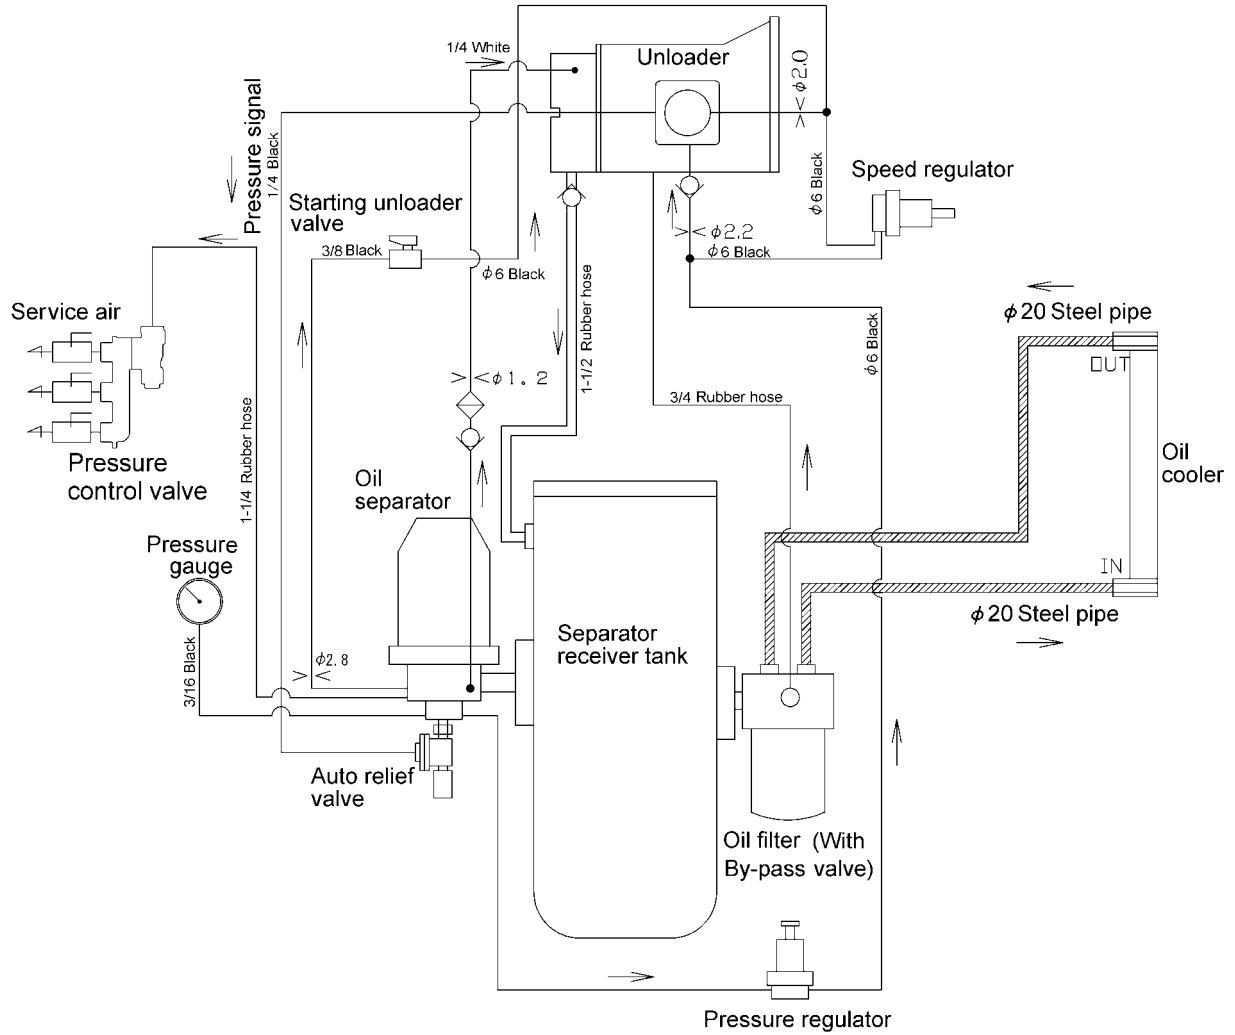 1/4 White
Unloader
φ2.0
Pressure signal
1/4 Black
Speed regulator
φ6 Black
Starting unloader
valve
3/8 Black
φ6 Black
φ2.2
φ6 Black
1-1/2 Rubber hose
Service air
φ20 Steel pipe
φ6 Black
OUT
φ1.2
3/4 Rubber hose
Pressure
control valve
1-1/4 Rubber hose
Oil
separator
Oil
cooler
Pressure
gauge
IN
φ20 Steel pipe
Separator
receiver tank
3/16 Black
φ2.8
Auto relief
valve
Oil filter (With
By-pass valve)
Pressure regulator